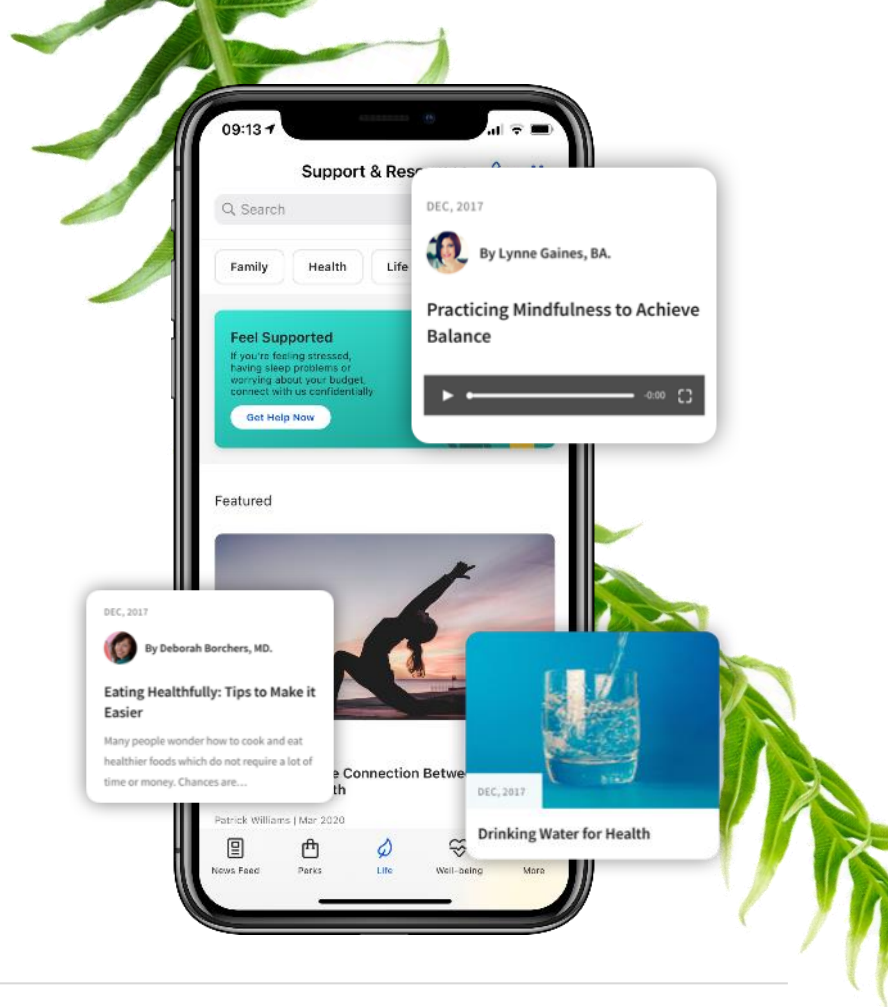 09:13
Support & Res
Search
Family
Health
Life
Feel Supported
If you're feeling stressed,
having sleep problems or
worrying about your budget,
connect with us confidentially
Get Help Now
DEC, 2017
By Lynne Gaines, BA.
Practicing Mindfulness to Achieve
Balance
-0:00
Featured
DEC, 2017
By Deborah Borchers, MD.
Eating Healthfully: Tips to Make it
Easier
Many people wonder how to cook and eat
healthier foods which do not require a lot of
time or money. Chances are...
e Connection Betwe
th
Patrick Williams | Mar 2020
DEC, 2017
Drinking Water for Health
News Feed
Perks
Life
Well-being
More